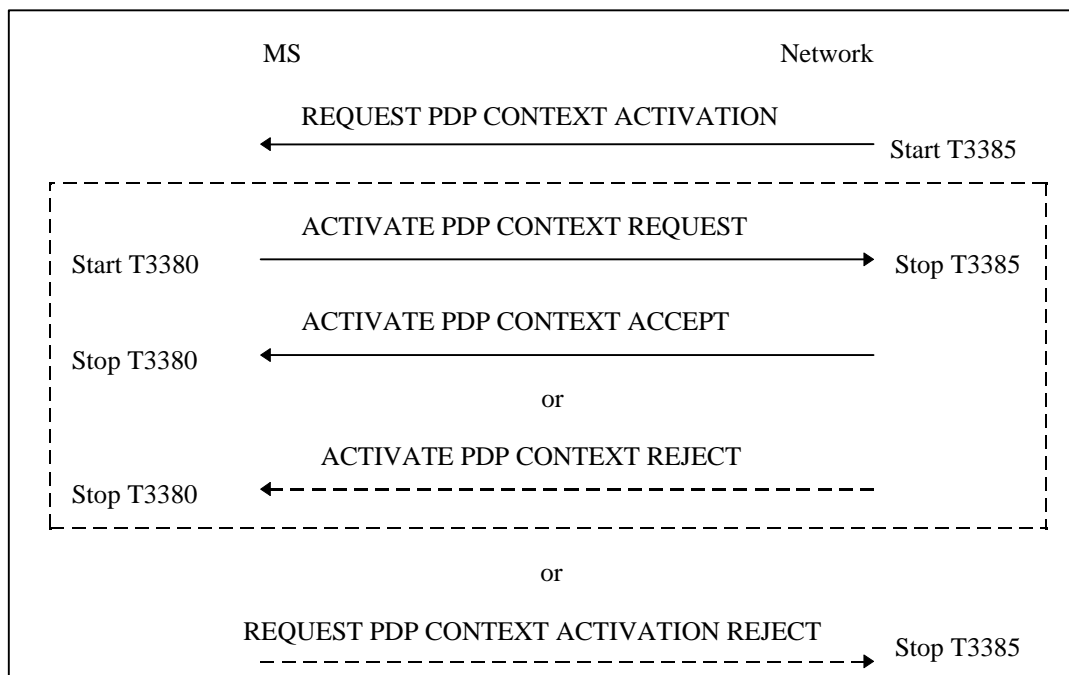 MS Network
REQUEST PDP CONTEXT ACTIVATION
Start T3385
ACTIVATE PDP CONTEXT REQUEST
Start T3380 Stop T3385
ACTIVATE PDP CONTEXT ACCEPT
Stop T3380
or
ACTIVATE PDP CONTEXT REJECT
Stop T3380
or
REQUEST PDP CONTEXT ACTIVATION REJECT
Stop T3385